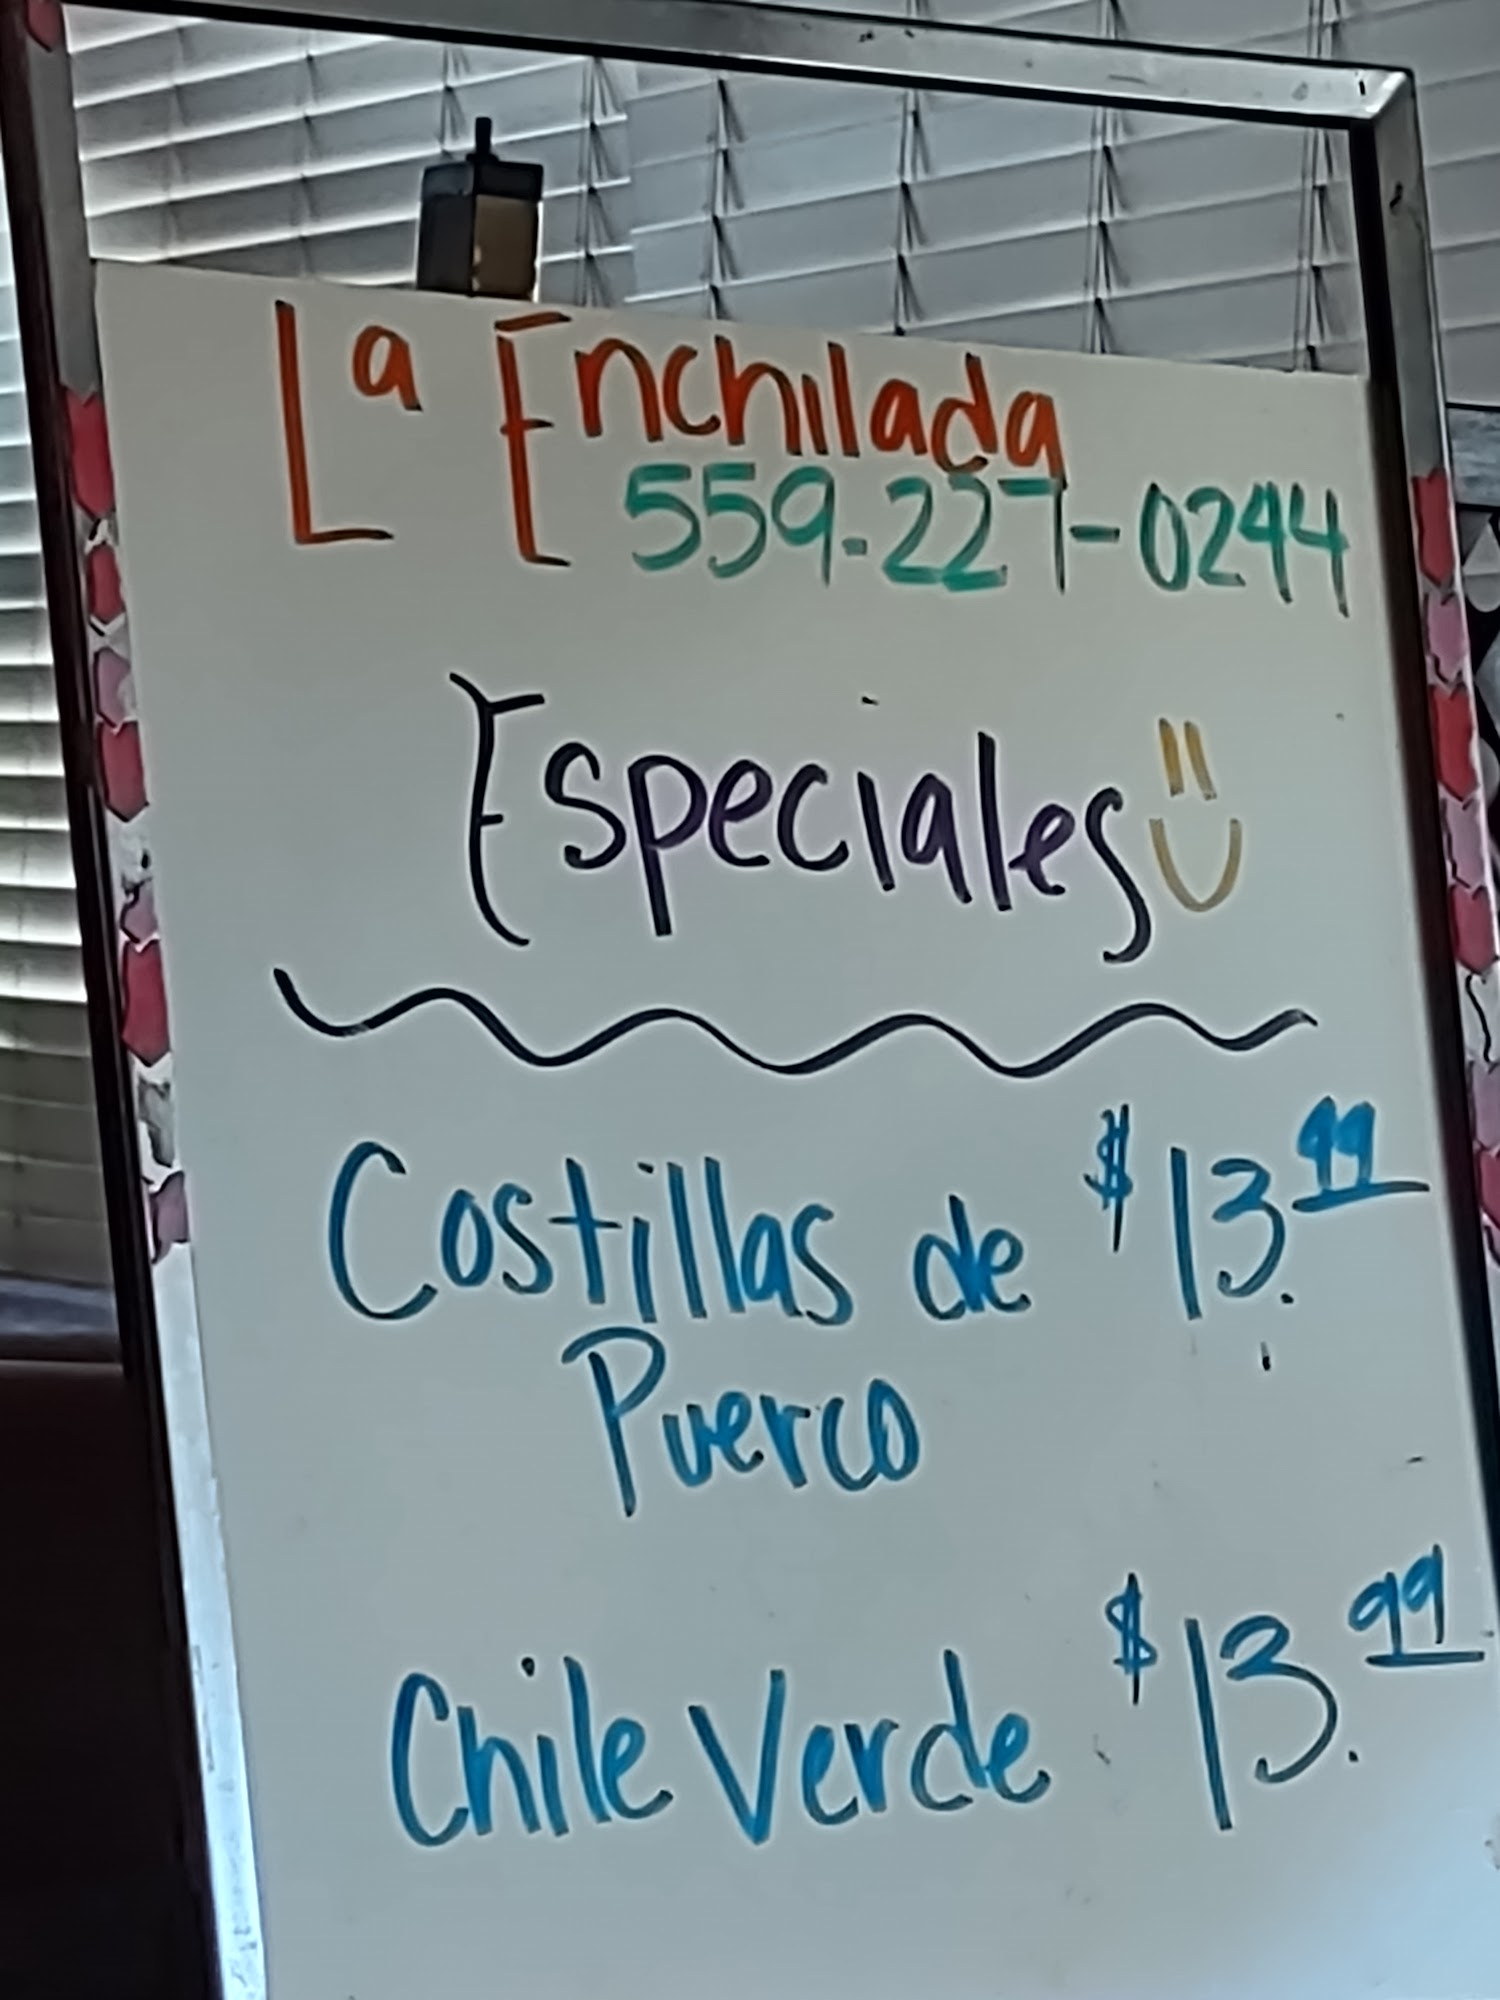 La Enchilada
559-227-0244
Especiales
Costillas de $13.99
Puerco
Chile Verde $13.99